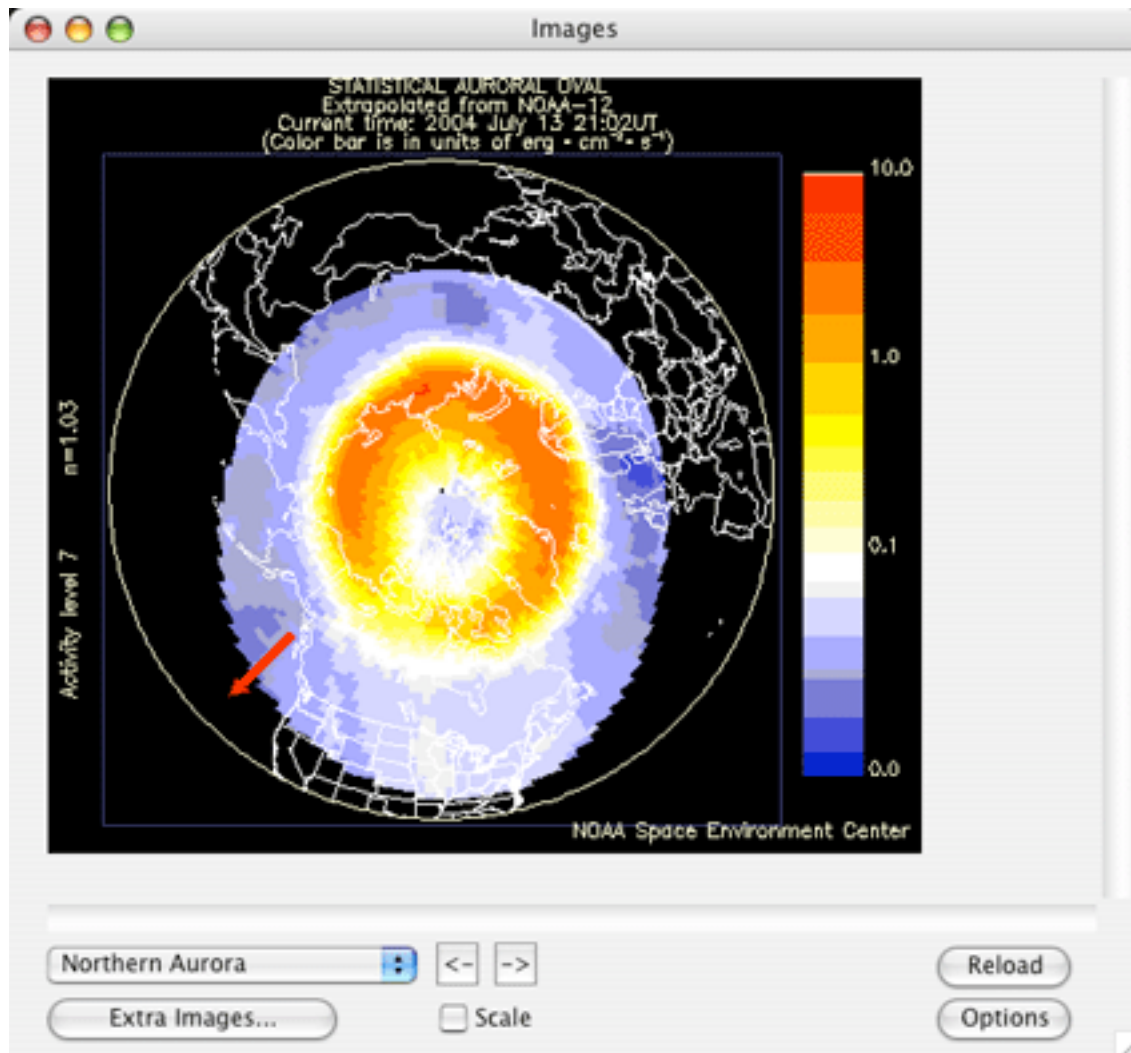 Images
STATISTICAL AURORAL OVAL
Extrapolated from NOAA-12
Current time: 2004 July 13 21:02UT
(Color bar is in units of erg · cm⁻² · s⁻¹)
10.0
1.0
0.1
0.0
n=1.03
Activity level 7
NOAA Space Environment Center
Northern Aurora
<-
->
Reload
Extra Images...
Scale
Options